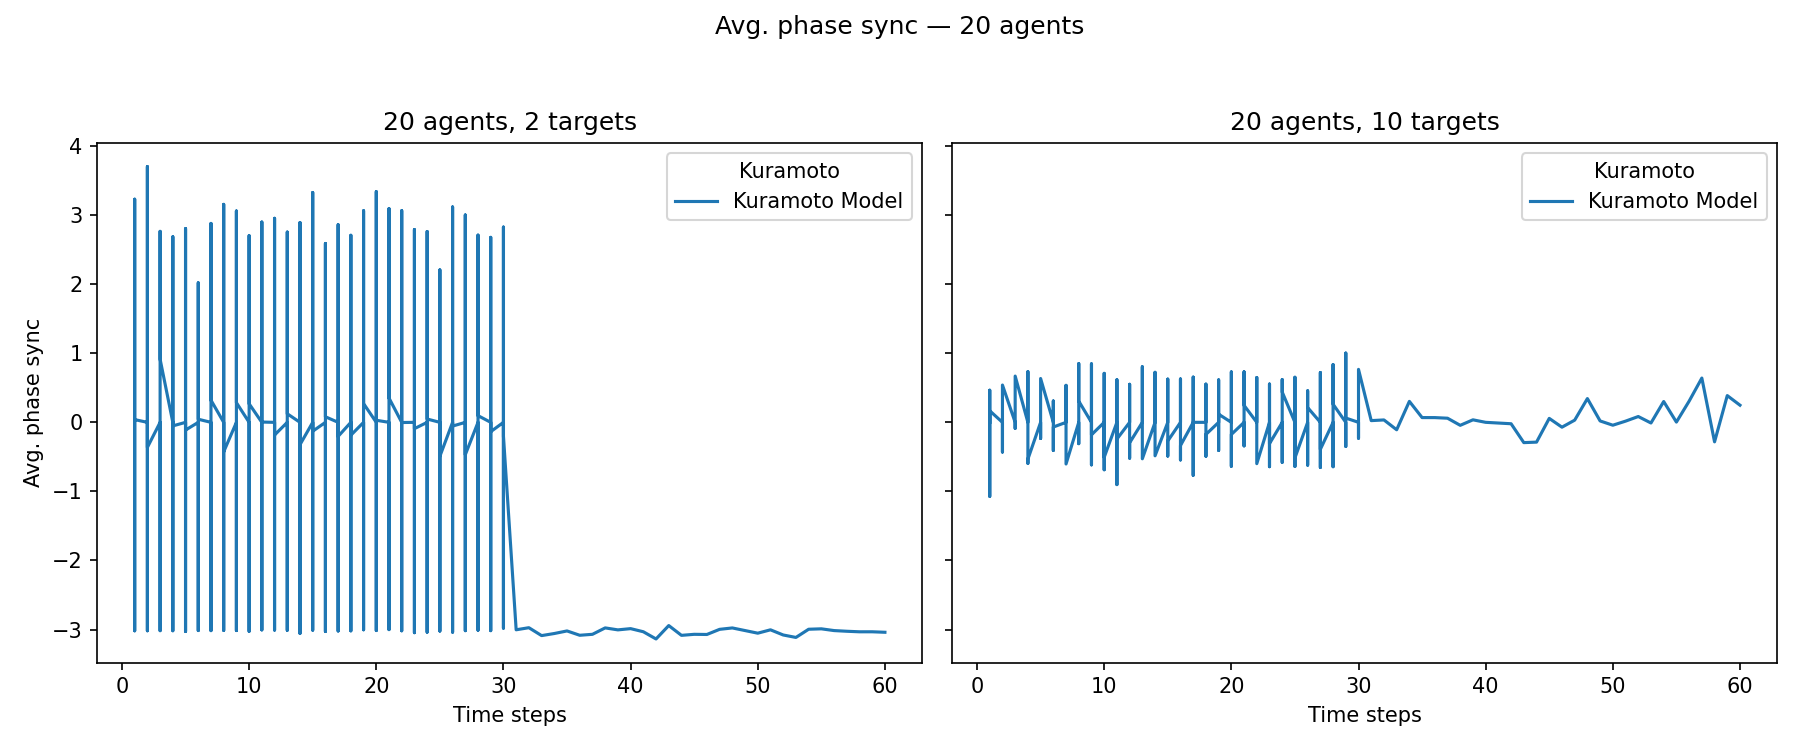 Avg. phase sync — 20 agents
20 agents, 2 targets
Avg. phase sync
4
3
2
1
0
−1
−2
−3
Kuramoto
Kuramoto Model
0 10 20 30 40 50 60
Time steps
20 agents, 10 targets
Kuramoto
Kuramoto Model
0 10 20 30 40 50 60
Time steps